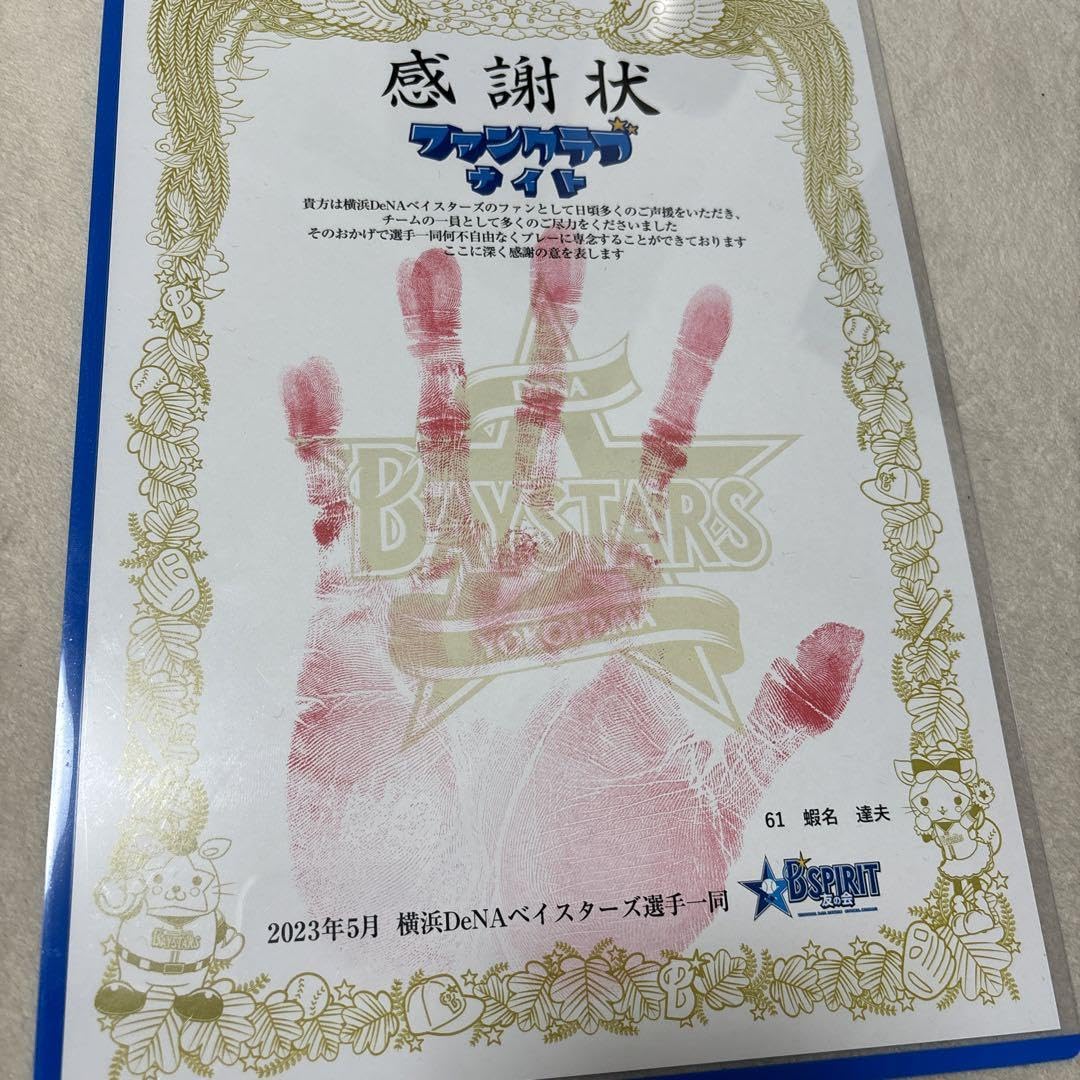 感謝状
ファンクラブ
ナイト
貴方は横浜DeNAベイスターズのファンとして日頃多くのご声援をいただき、
チームの一員として多くのご尽力をくださいました
そのおかげで選手一同何不自由なくプレーに専念することができております
ここに深く感謝の意を表します
DeNA
BAYSTARS
YOKOHAMA
61 蝦名 達夫
B'SPIRIT
友の会
2023年5月 横浜DeNAベイスターズ選手一同
BAYSTARS